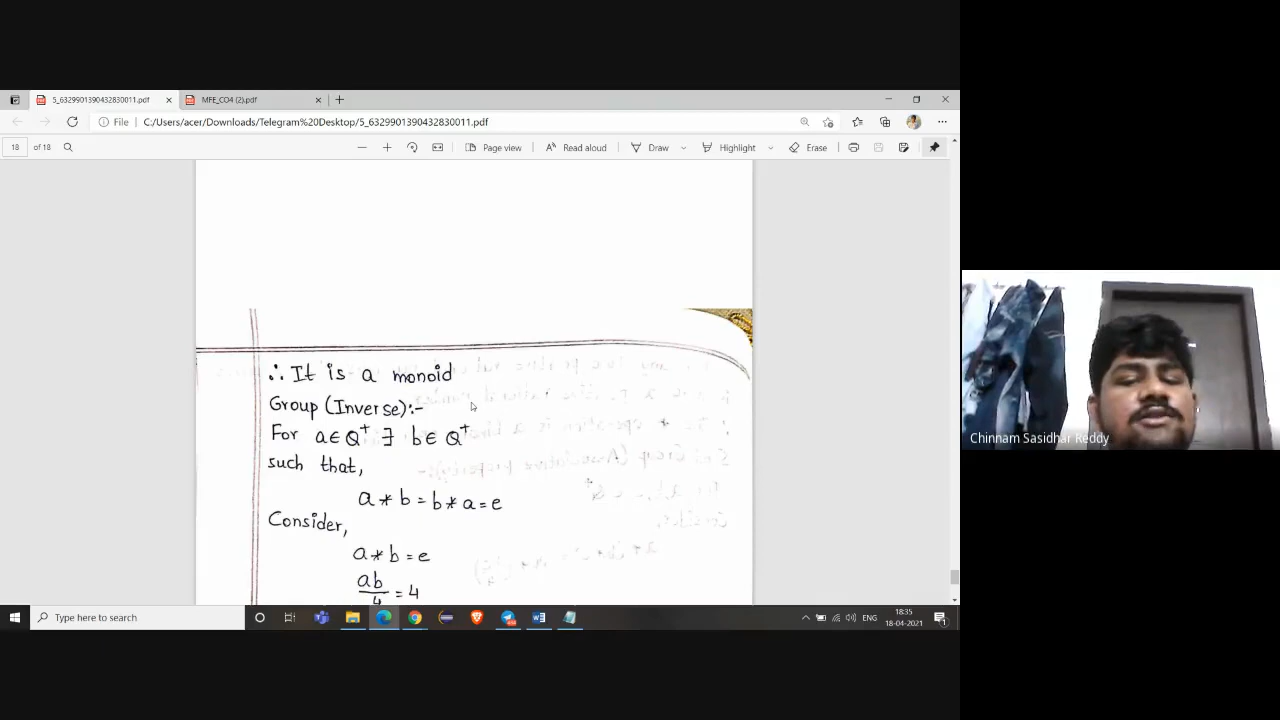 5_6329901390432830011.pdf
MFE_CO4 (2).pdf
File
C:/Users/acer/Downloads/Telegram%20Desktop/5_6329901390432830011.pdf
18 of 18
Page view
Read aloud
Draw
Highlight
Erase
∴ It is a monoid
Group (Inverse):-
For a ∈ Q⁺ ∃ b ∈ Q⁺
such that,
a * b = b * a = e
Consider,
a * b = e
ab/4 = 4
Chinnam Sasidhar Reddy
Type here to search
ENG
18:35
18-04-2021